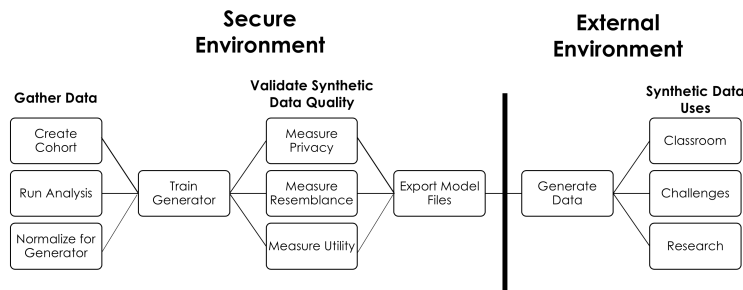 Secure
Environment
External
Environment
Gather Data
Validate Synthetic
Data Quality
Synthetic Data
Uses
Create
Cohort
Run Analysis
Normalize for
Generator
Train
Generator
Measure
Privacy
Measure
Resemblance
Measure Utility
Export Model
Files
Generate
Data
Classroom
Challenges
Research